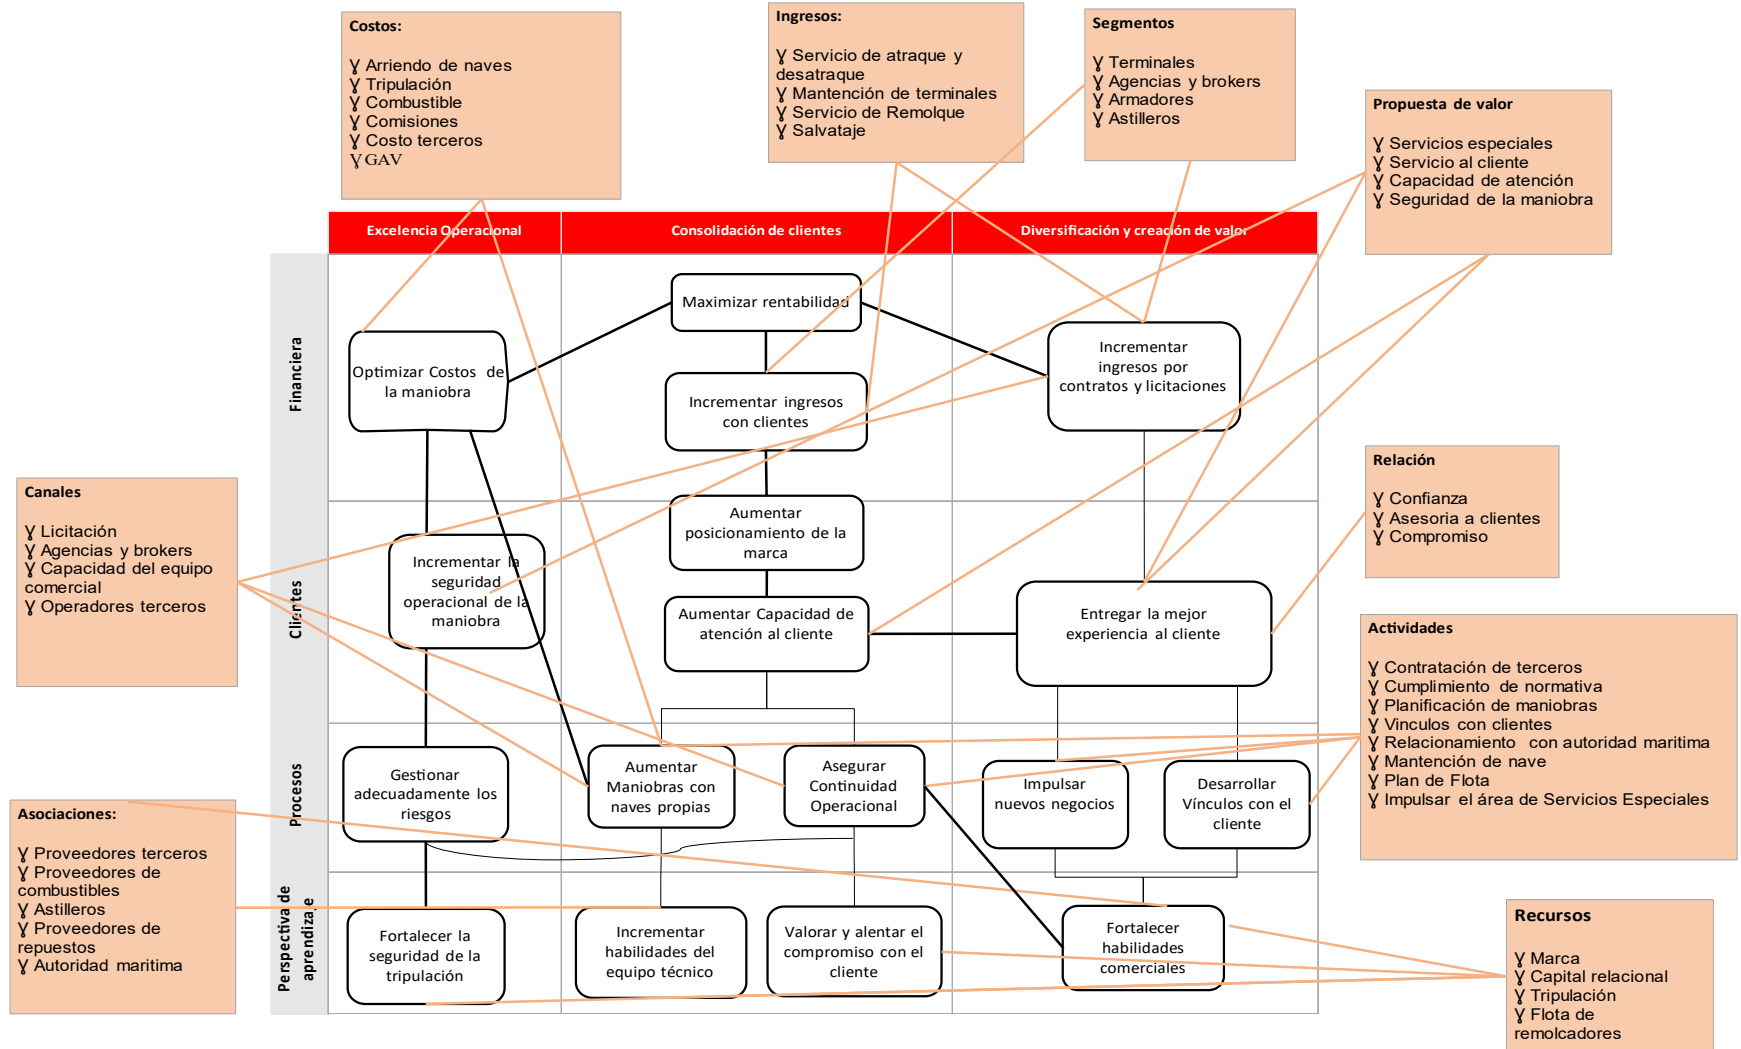 Costos:
Ɣ Arriendo de naves
Ɣ Tripulación
Ɣ Combustible
Ɣ Comisiones
Ɣ Costo terceros
Ɣ GAV
Ingresos:
Ɣ Servicio de atraque y
desatraque
Ɣ Mantención de terminales
Ɣ Servicio de Remolque
Ɣ Salvataje
Segmentos
Ɣ Terminales
Ɣ Agencias y brokers
Ɣ Armadores
Ɣ Astilleros
Propuesta de valor
Ɣ Servicios especiales
Ɣ Servicio al cliente
Ɣ Capacidad de atención
Ɣ Seguridad de la maniobra
Excelencia Operacional
Consolidación de clientes
Diversificación y creación de valor
Financiera
Maximizar rentabilidad
Optimizar Costos de
la maniobra
Incrementar ingresos
con clientes
Incrementar
ingresos por
contratos y licitaciones
Canales
Ɣ Licitación
Ɣ Agencias y brokers
Ɣ Capacidad del equipo
comercial
Ɣ Operadores terceros
Relación
Ɣ Confianza
Ɣ Asesoria a clientes
Ɣ Compromiso
Clientes
Aumentar
posicionamiento de la
marca
Incrementar la
seguridad
operacional de la
maniobra
Aumentar Capacidad de
atención al cliente
Entregar la mejor
experiencia al cliente
Actividades
Ɣ Contratación de terceros
Ɣ Cumplimiento de normativa
Ɣ Planificación de maniobras
Ɣ Vinculos con clientes
Ɣ Relacionamiento con autoridad maritima
Ɣ Mantención de nave
Ɣ Plan de Flota
Ɣ Impulsar el área de Servicios Especiales
Procesos
Gestionar
adecuadamente los
riesgos
Aumentar
Maniobras con
naves propias
Asegurar
Continuidad
Operacional
Impulsar
nuevos negocios
Desarrollar
Vínculos con el
cliente
Asociaciones:
Ɣ Proveedores terceros
Ɣ Proveedores de
combustibles
Ɣ Astilleros
Ɣ Proveedores de
repuestos
Ɣ Autoridad maritima
Perspectiva de
aprendizaje
Fortalecer la
seguridad de la
tripulación
Incrementar
habilidades del
equipo técnico
Valorar y alentar el
compromiso con el
cliente
Fortalecer
habilidades
comerciales
Recursos
Ɣ Marca
Ɣ Capital relacional
Ɣ Tripulación
Ɣ Flota de
remolcadores